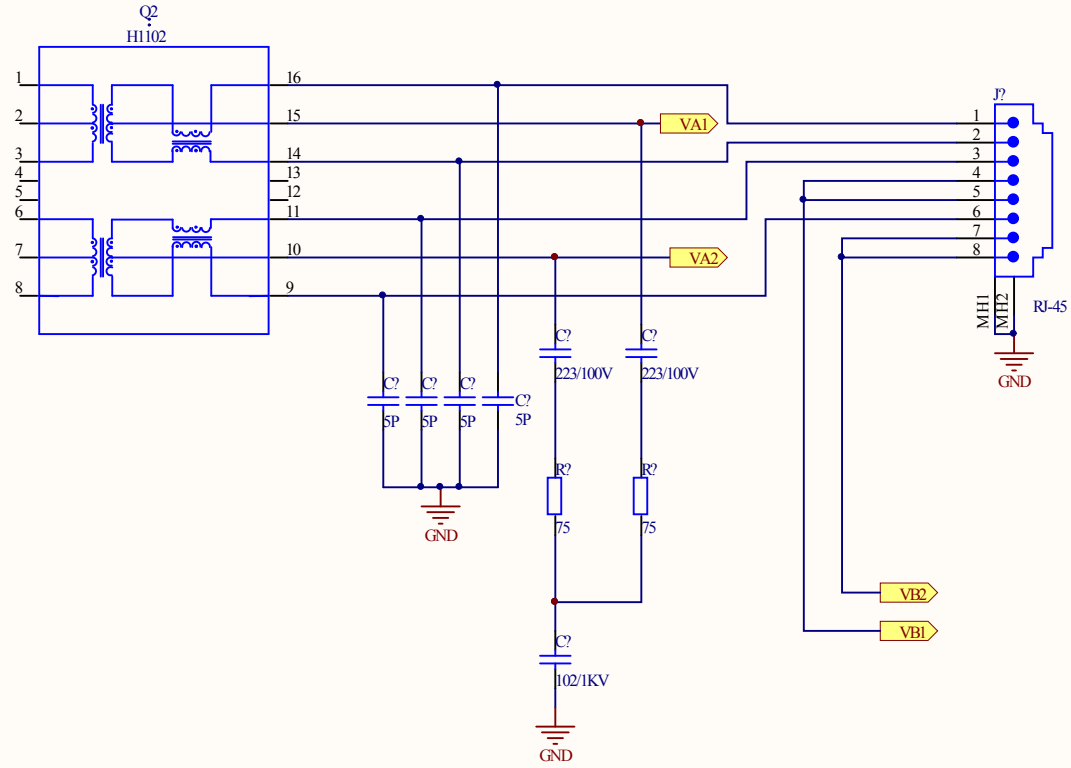 Q2
H1102
1
2
3
4
5
6
7
8
16
15
14
13
12
11
10
9
VA1
VA2
J?
1
2
3
4
5
6
7
8
MH1
MH2
RJ-45
GND
C?
223/100V
C?
223/100V
C?
5P
C?
5P
C?
5P
C?
5P
GND
R?
75
R?
75
VB2
VB1
C?
102/1KV
GND